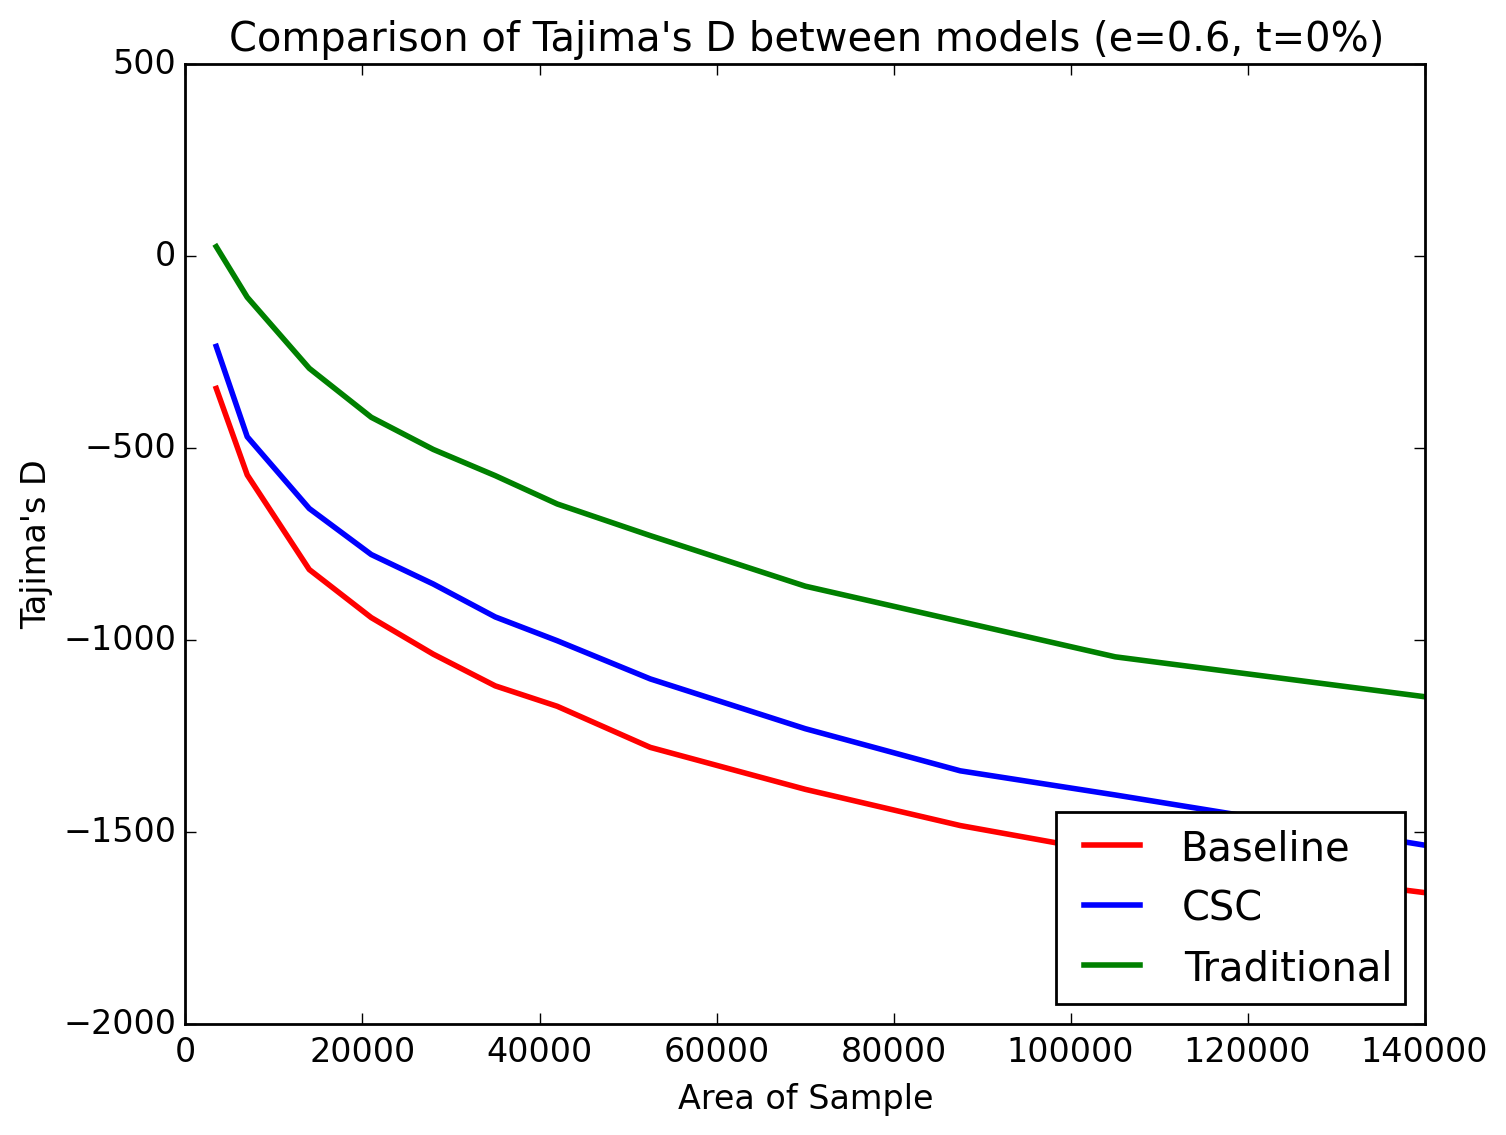 Comparison of Tajima's D between models (e=0.6, t=0%)
500
0
−500
−1000
−1500
−2000
Tajima's D
0 20000 40000 60000 80000 100000 120000 140000
Area of Sample
Baseline
CSC
Traditional